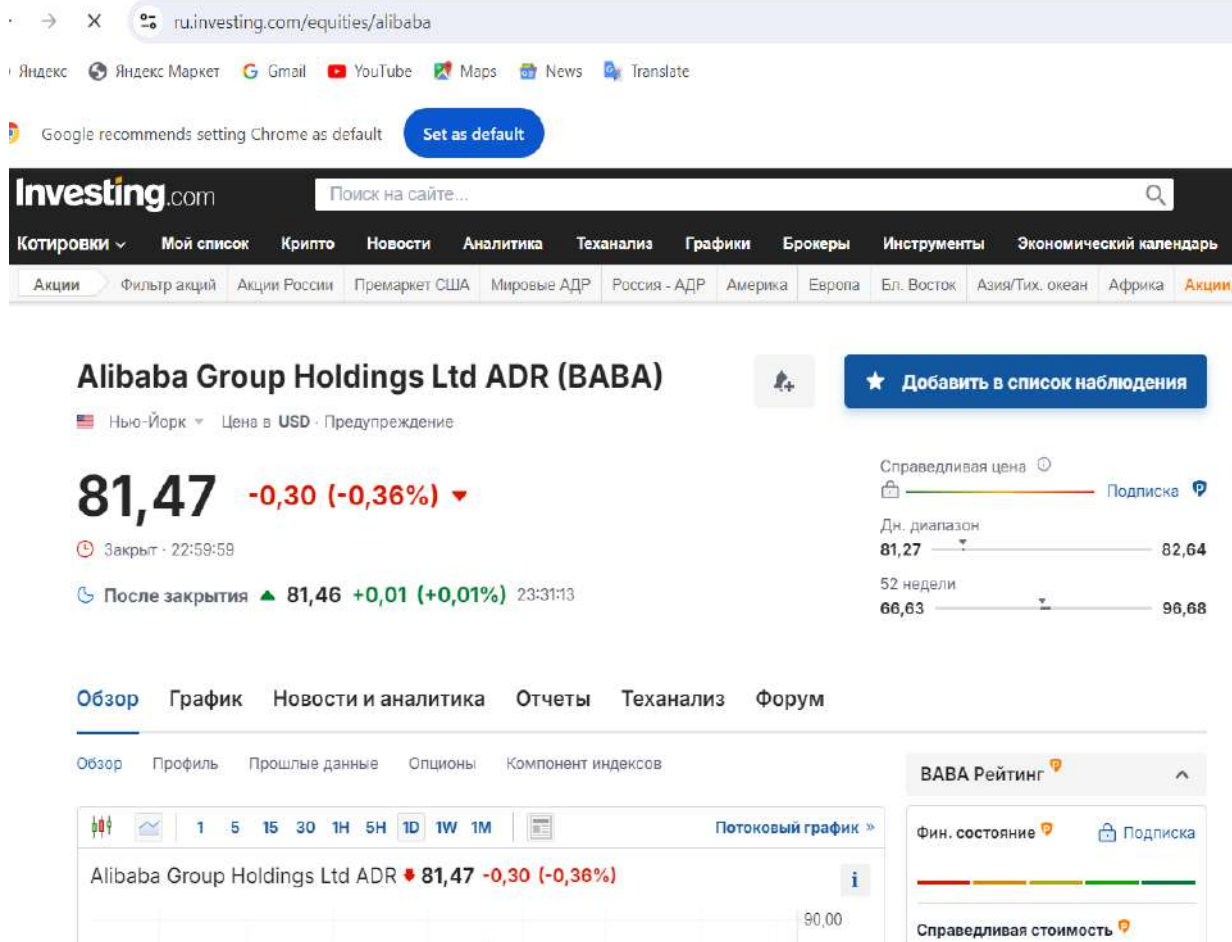 ru.investing.com/equities/alibaba
Яндекс Яндекс Маркет Gmail YouTube Maps News Translate
Google recommends setting Chrome as default Set as default
Investing.com Поиск на сайте...
Котировки Мой список Крипто Новости Аналитика Теханализ Графики Брокеры Инструменты Экономический календарь
Акции Фильтр акций Акции России Премаркет США Мировые АДР Россия - АДР Америка Европа Бл. Восток Азия/Тих. океан Африка Акции
Alibaba Group Holdings Ltd ADR (BABA) Добавить в список наблюдения
Нью-Йорк Цена в USD · Предупреждение
Справедливая цена
Подписка
81,47 -0,30 (-0,36%)
Дн. диапазон
81,27 82,64
Закрыт · 22:59:59
52 недели
66,63 96,68
После закрытия 81,46 +0,01 (+0,01%) 23:31:13
Обзор График Новости и аналитика Отчеты Теханализ Форум
Обзор Профиль Прошлые данные Опционы Компонент индексов
BABA Рейтинг
1 5 15 30 1H 5H 1D 1W 1M Потоковый график »
Фин. состояние Подписка
Alibaba Group Holdings Ltd ADR 81,47 -0,30 (-0,36%)
90,00
Справедливая стоимость